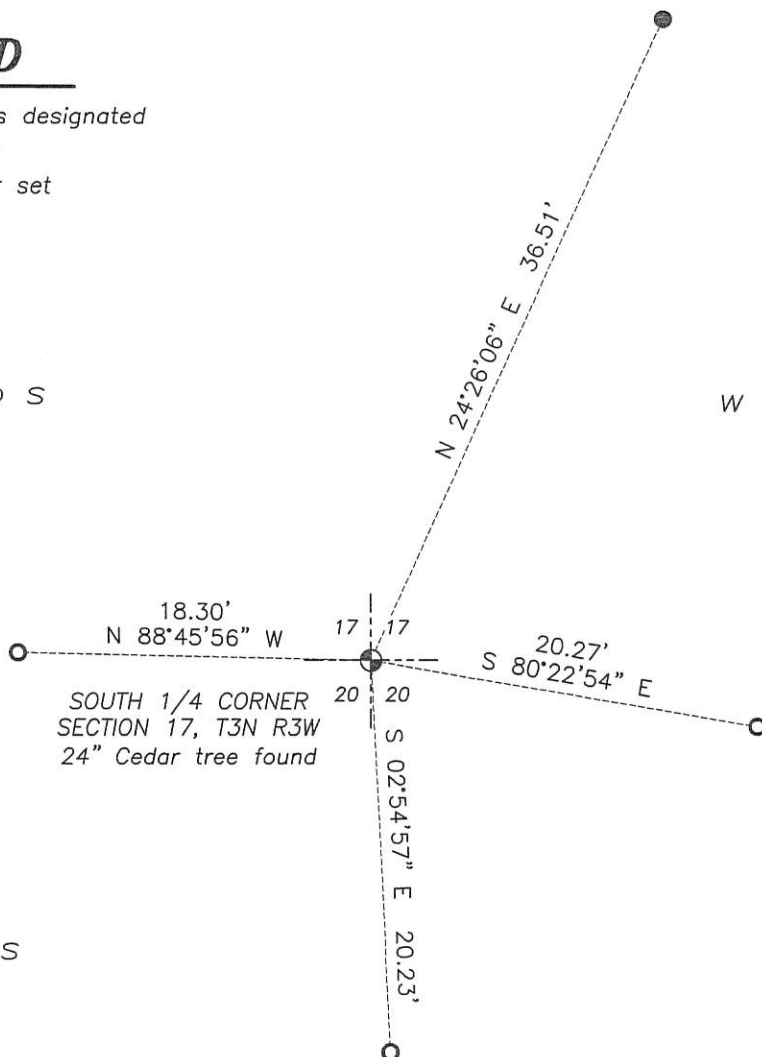 D
s designated
set
S
W
N 24°26'06" E 36.51'
18.30'
N 88°45'56" W
17 17
20 20
20.27'
S 80°22'54" E
SOUTH 1/4 CORNER
SECTION 17, T3N R3W
24" Cedar tree found
S 02°54'57" E 20.23'
S